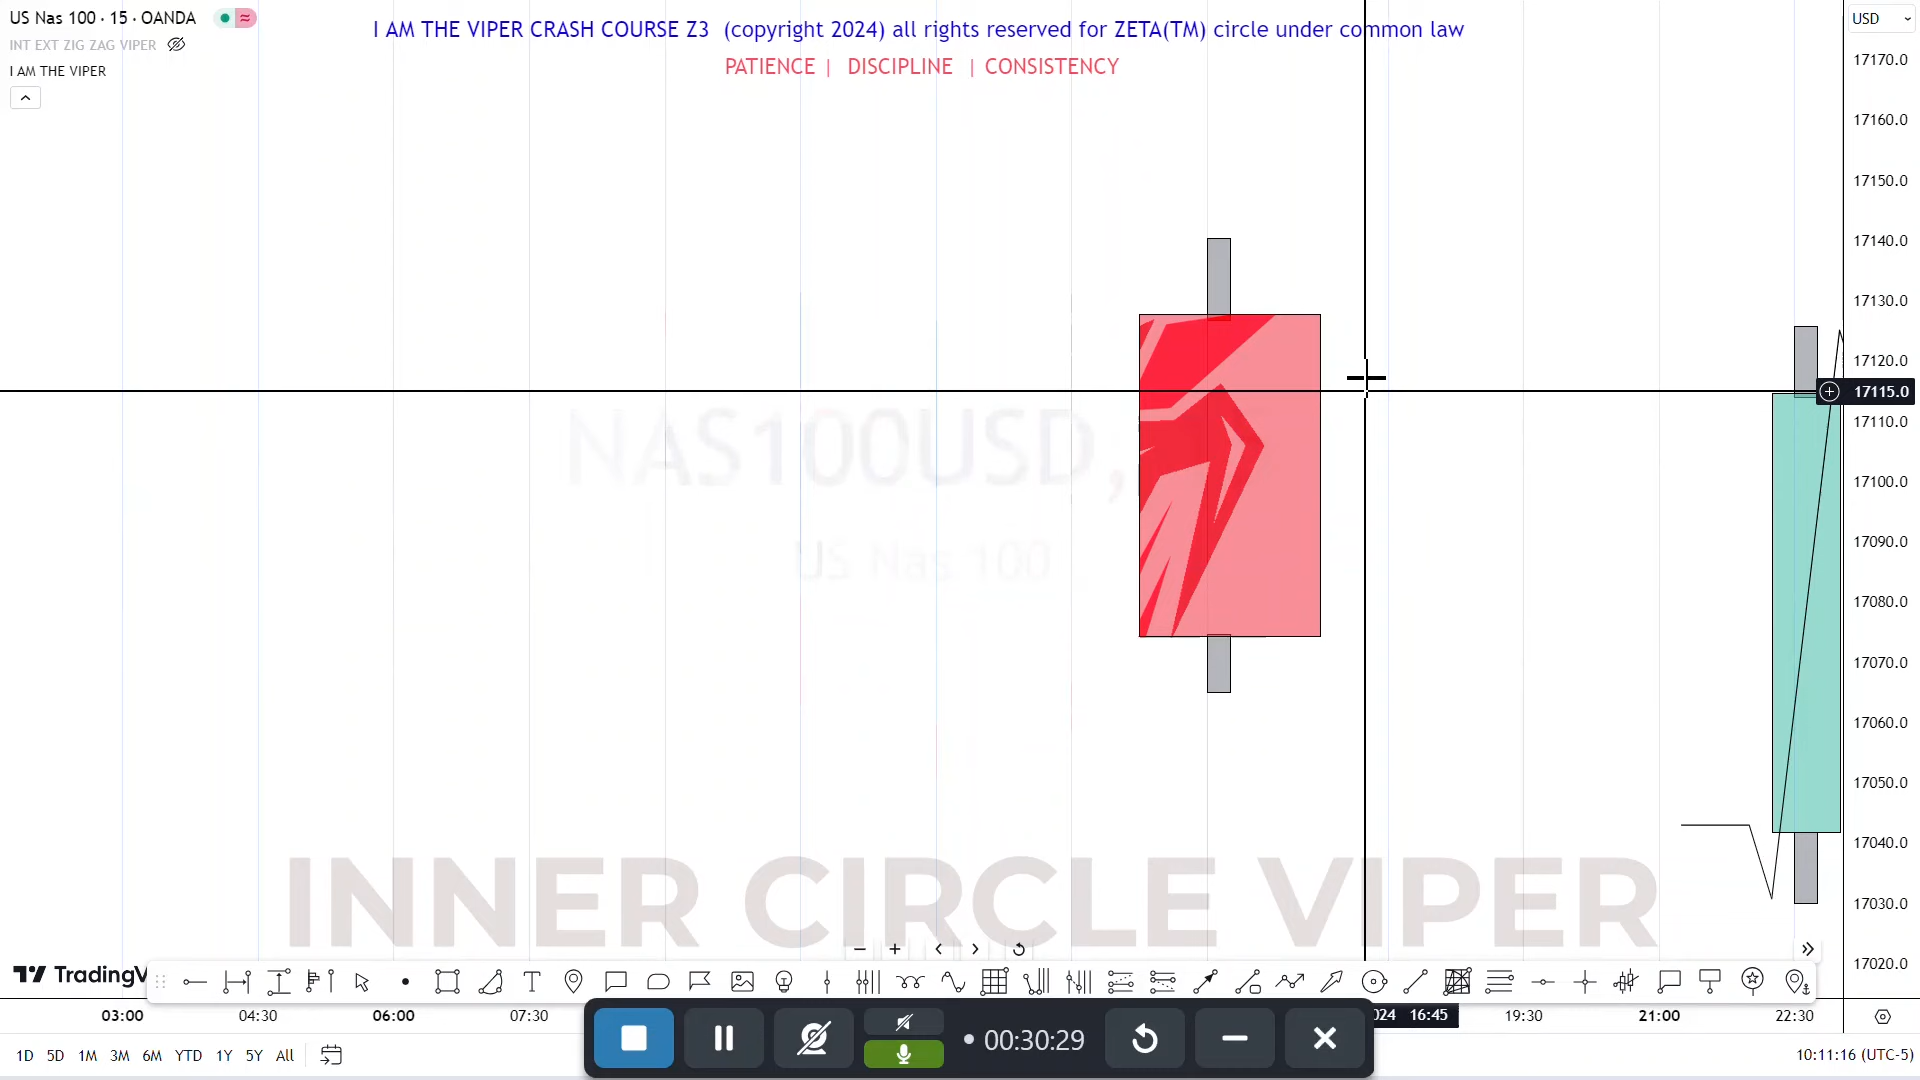 US Nas 100 · 15 · OANDA
INT EXT ZIG ZAG VIPER
I AM THE VIPER
I AM THE VIPER CRASH COURSE Z3 (copyright 2024) all rights reserved for ZETA(TM) circle under common law
PATIENCE | DISCIPLINE | CONSISTENCY
USD
17170.0
17160.0
17150.0
17140.0
17130.0
17120.0
17115.0
17110.0
17100.0
17090.0
17080.0
17070.0
17060.0
17050.0
17040.0
17030.0
17020.0
NAS100USD,
US Nas 100
INNER CIRCLE VIPER
TradingV
03:00 04:30 06:00 07:30 024 16:45 19:30 21:00 22:30
1D 5D 1M 3M 6M YTD 1Y 5Y All
00:30:29
10:11:16 (UTC-5)